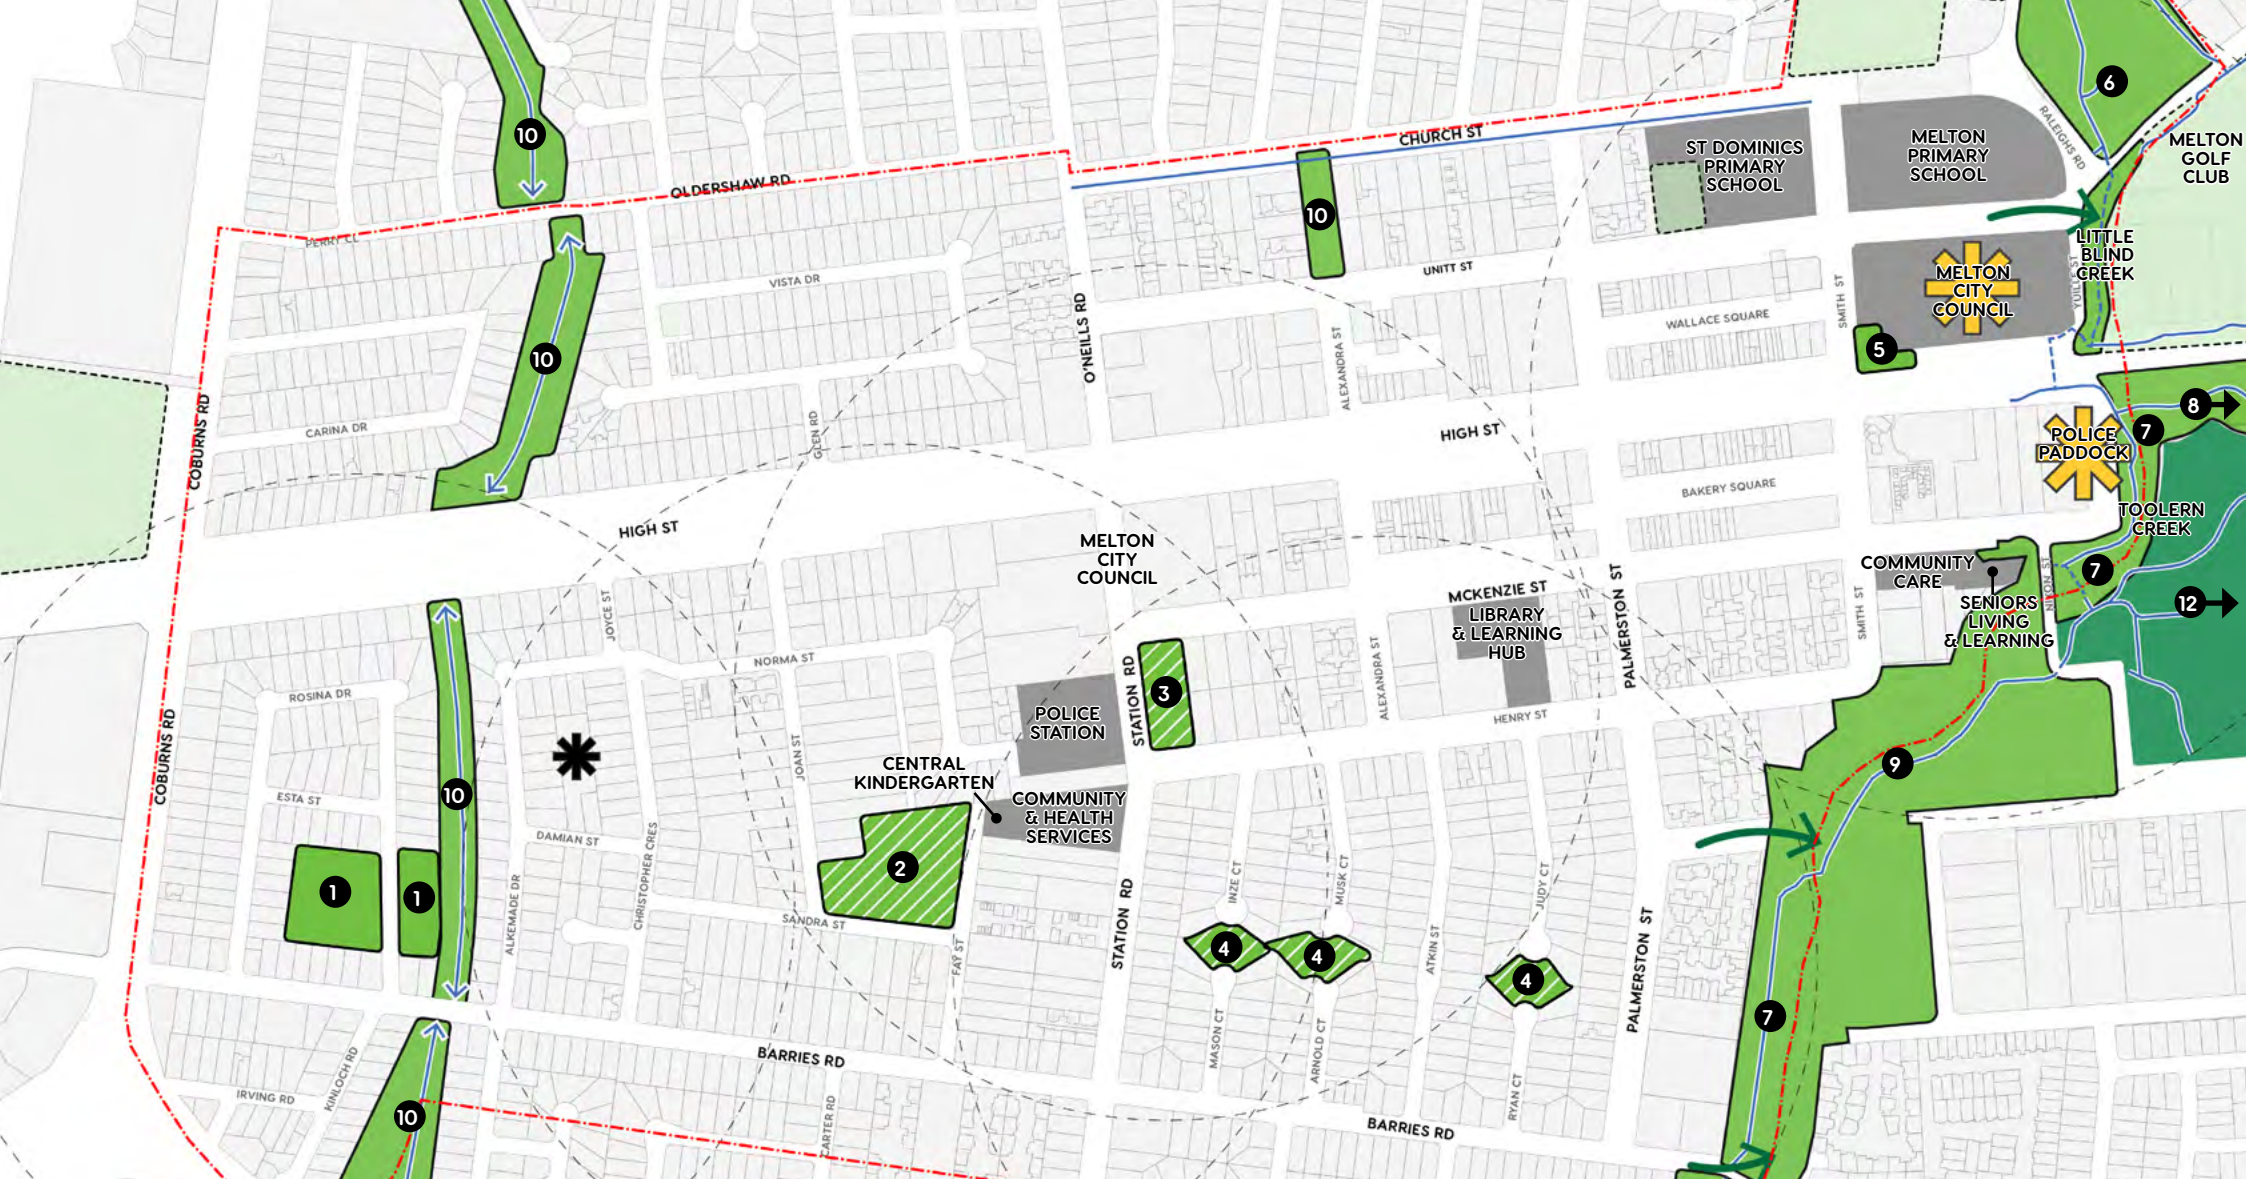 6
10
RALEIGHS RD
CHURCH ST
ST DOMINICS
PRIMARY
SCHOOL
MELTON
PRIMARY
SCHOOL
MELTON
GOLF
CLUB
OLDERSHAW RD
10
PERRY CL
LITTLE
BLIND
CREEK
UNITT ST
VISTA DR
MELTON
CITY
COUNCIL
YUILLE ST
SMITH ST
WALLACE SQUARE
O'NEILLS RD
ALEXANDRA ST
10
5
8
COBURNS RD
CARINA DR
GLEN RD
HIGH ST
7
POLICE
PADDOCK
BAKERY SQUARE
TOOLERN
CREEK
HIGH ST
MELTON
CITY
COUNCIL
COMMUNITY
CARE
7
NIXON ST
MCKENZIE ST
LIBRARY
& LEARNING
HUB
SENIORS
LIVING
& LEARNING
12
JOYCE ST
SMITH ST
PALMERSTON ST
NORMA ST
ROSINA DR
STATION RD
3
ALEXANDRA ST
POLICE
STATION
HENRY ST
COBURNS RD
JOAN ST
CENTRAL
KINDERGARTEN
9
10
ESTA ST
COMMUNITY
& HEALTH
SERVICES
DAMIAN ST
CHRISTOPHER CRES
2
1
1
INZE CT
MUSK CT
JUDY CT
ALKEMADE DR
SANDRA ST
STATION RD
FAY ST
4
4
4
ATKIN ST
PALMERSTON ST
7
BARRIES RD
MASON CT
ARNOLD CT
RYAN CT
KINLOCH RD
IRVING RD
10
CARTER RD
BARRIES RD